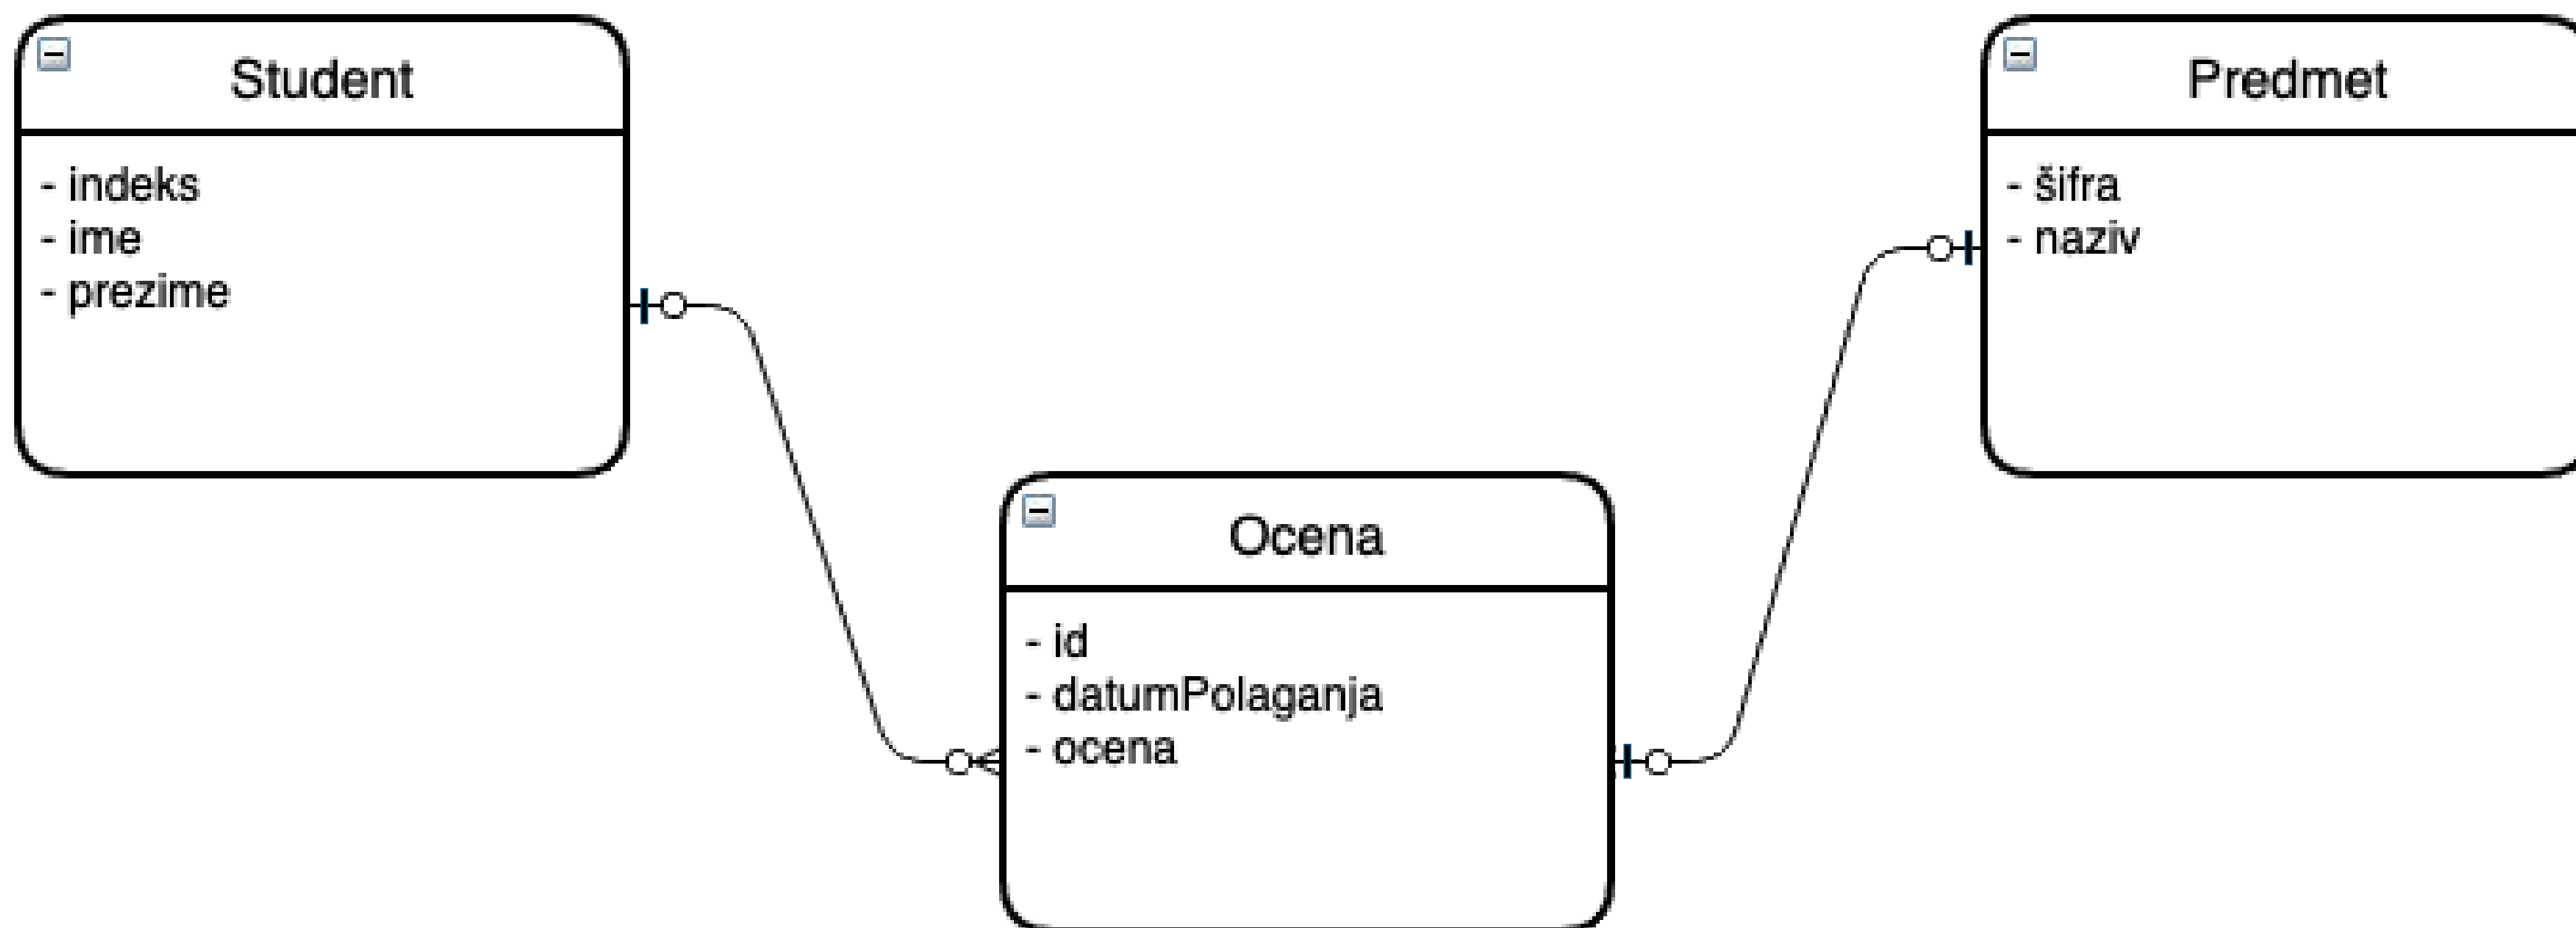 Student
- indeks
- ime
- prezime
Predmet
- šifra
- naziv
Ocena
- id
- datumPolaganja
- ocena